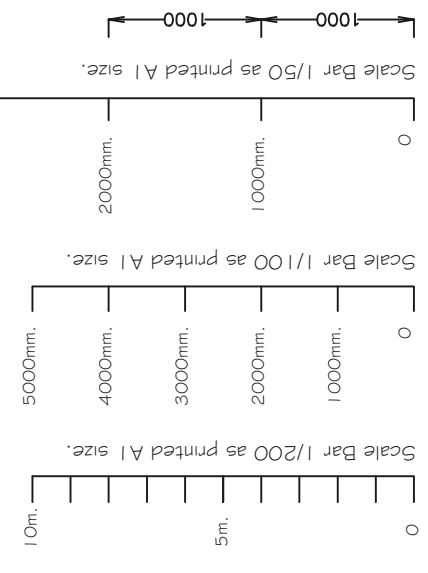 0
5m.
10m.
Scale Bar 1/200 as printed A1 size.
0
1000mm.
2000mm.
3000mm.
4000mm.
5000mm.
Scale Bar 1/100 as printed A1 size.
0
1000mm.
2000mm.
Scale Bar 1/50 as printed A1 size.
1000
1000